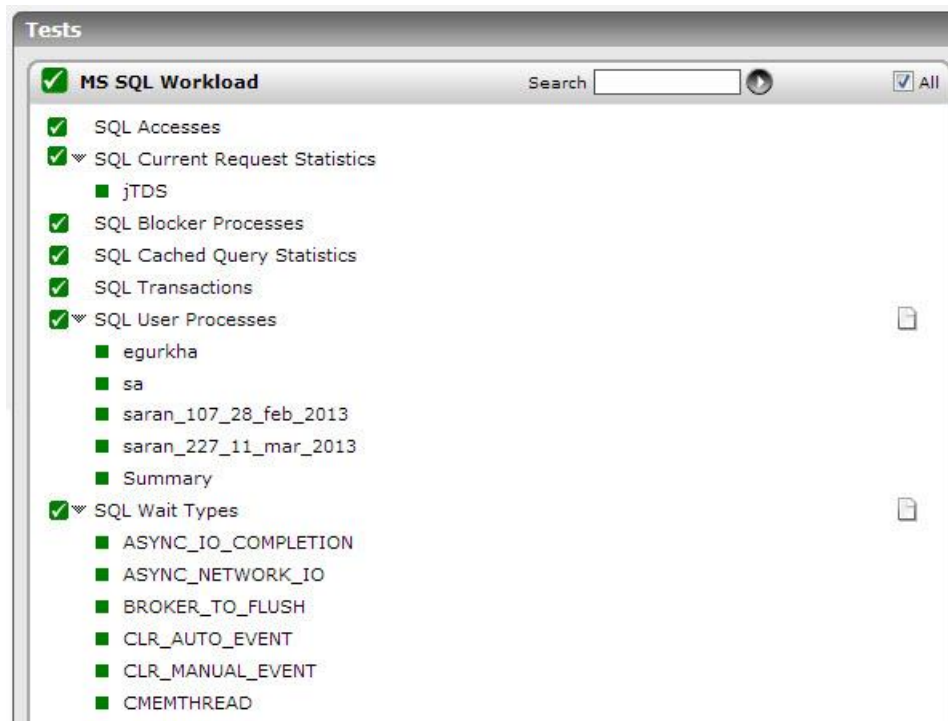 Tests
MS SQL Workload Search All
SQL Accesses
SQL Current Request Statistics
jTDS
SQL Blocker Processes
SQL Cached Query Statistics
SQL Transactions
SQL User Processes
egurkha
sa
saran_107_28_feb_2013
saran_227_11_mar_2013
Summary
SQL Wait Types
ASYNC_IO_COMPLETION
ASYNC_NETWORK_IO
BROKER_TO_FLUSH
CLR_AUTO_EVENT
CLR_MANUAL_EVENT
CMEMTHREAD